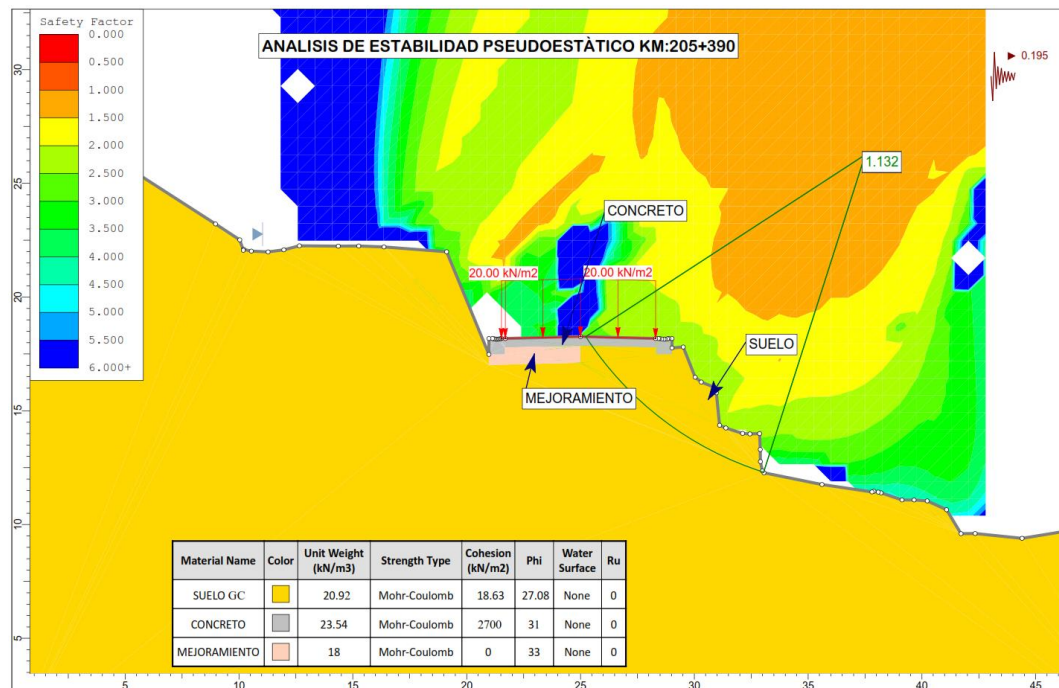 Safety Factor
0.000
0.500
1.000
1.500
2.000
2.500
3.000
3.500
4.000
4.500
5.000
5.500
6.000+
ANALISIS DE ESTABILIDAD PSEUDOESTÀTICO KM:205+390
0.195
1.132
CONCRETO
20.00 kN/m2 20.00 kN/m2
SUELO
MEJORAMIENTO
Material Name Color Unit Weight (kN/m3) Strength Type Cohesion (kN/m2) Phi Water Surface Ru
SUELO GC 20.92 Mohr-Coulomb 18.63 27.08 None 0
CONCRETO 23.54 Mohr-Coulomb 2700 31 None 0
MEJORAMIENTO 18 Mohr-Coulomb 0 33 None 0
30
25
20
15
10
5
5 10 15 20 25 30 35 40 45